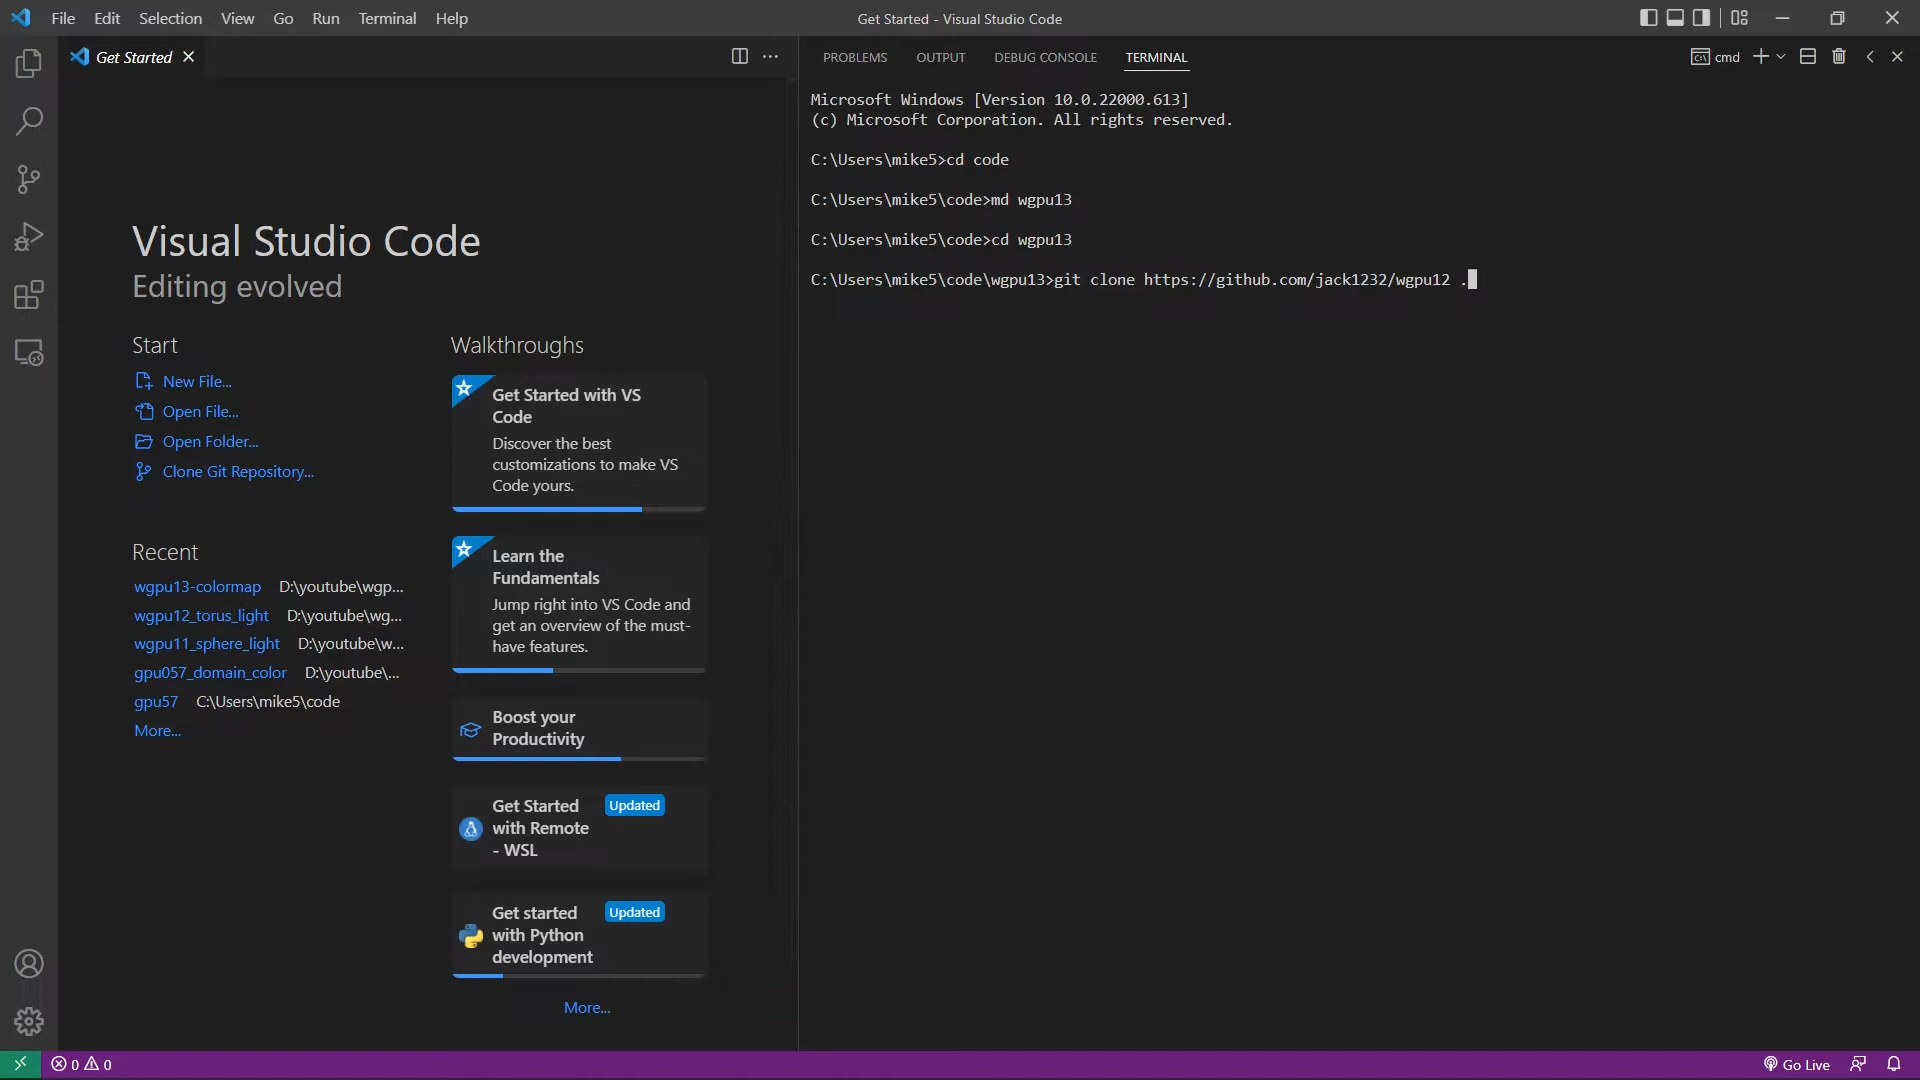 File Edit Selection View Go Run Terminal Help
Get Started - Visual Studio Code
Get Started
PROBLEMS OUTPUT DEBUG CONSOLE TERMINAL
cmd
Microsoft Windows [Version 10.0.22000.613]
(c) Microsoft Corporation. All rights reserved.
C:\Users\mike5>cd code
C:\Users\mike5\code>md wgpu13
C:\Users\mike5\code>cd wgpu13
C:\Users\mike5\code\wgpu13>git clone https://github.com/jack1232/wgpu12 .
Visual Studio Code
Editing evolved
Start
New File...
Open File...
Open Folder...
Clone Git Repository...
Recent
wgpu13-colormap D:\youtube\wgp...
wgpu12_torus_light D:\youtube\wg...
wgpu11_sphere_light D:\youtube\w...
gpu057_domain_color D:\youtube\...
gpu57 C:\Users\mike5\code
More...
Walkthroughs
Get Started with VS
Code
Discover the best
customizations to make VS
Code yours.
Learn the
Fundamentals
Jump right into VS Code and
get an overview of the must-
have features.
Boost your
Productivity
Get Started Updated
with Remote
- WSL
Get started Updated
with Python
development
More...
0 0
Go Live